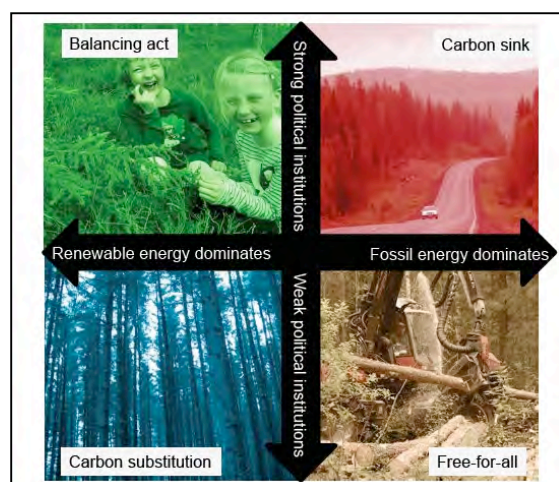 Balancing act
Carbon sink
Strong political institutions
Renewable energy dominates
Fossil energy dominates
Weak political institutions
Carbon substitution
Free-for-all